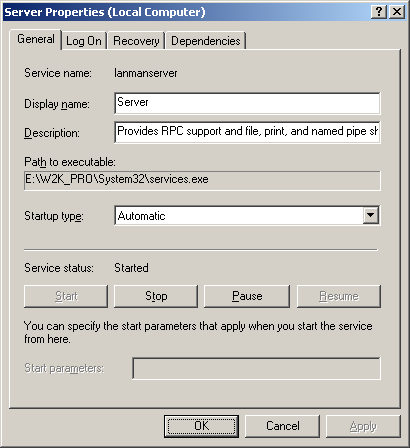 Server Properties (Local Computer)
General Log On Recovery Dependencies
Service name: lanmanserver
Display name: Server
Description: Provides RPC support and file, print, and named pipe sh
Path to executable:
E:\W2K_PRO\System32\services.exe
Startup type: Automatic
Service status: Started
Start Stop Pause Resume
You can specify the start parameters that apply when you start the service
from here.
Start parameters:
OK Cancel Apply